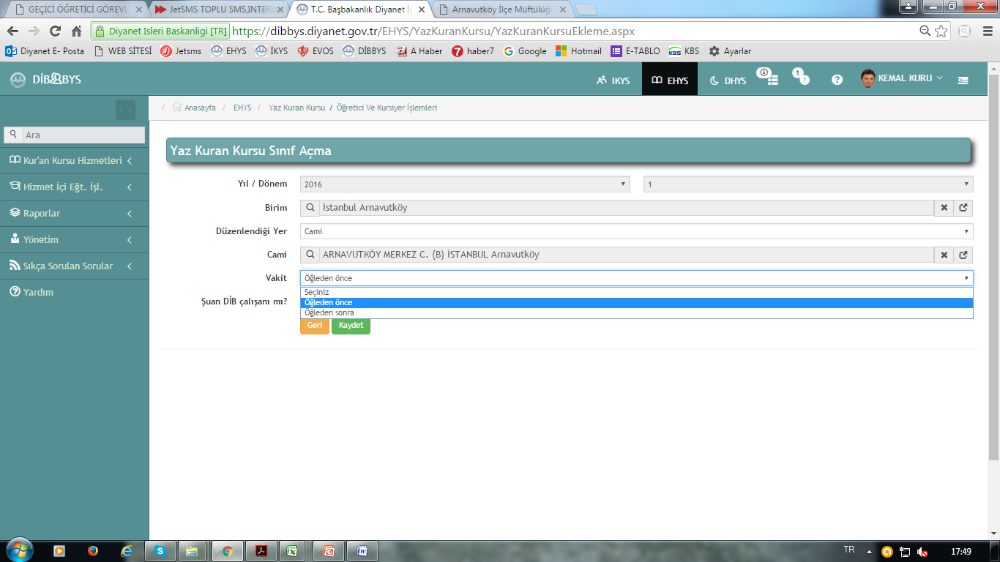 GEÇİCİ ÖĞRETİCİ GÖREVL
JetSMS TOPLU SMS,INTER
T.C. Başbakanlık Diyanet İş
Arnavutköy İlçe Müftülüğü
Diyanet Isleri Baskanligi [TR] https://dibbys.diyanet.gov.tr/EHYS/YazKuranKursu/YazKuranKursuEkleme.aspx
Diyanet E- Posta WEB SİTESİ Jetsms EHYS İKYS EVOS DİBBYS A Haber haber7 Google Hotmail E-TABLO KBS Ayarlar
DİBBYS IKYS EHYS DHYS 1 KEMAL KURU
/ Anasayfa / EHYS / Yaz Kuran Kursu / Öğretici Ve Kursiyer İşlemleri
Ara
Kur'an Kursu Hizmetleri
Hizmet İçi Eğt. İşl.
Raporlar
Yönetim
Sıkça Sorulan Sorular
Yardım
Yaz Kuran Kursu Sınıf Açma
Yıl / Dönem 2016 1
Birim İstanbul Arnavutköy
Düzenlendiği Yer Cami
Cami ARNAVUTKÖY MERKEZ C. (B) İSTANBUL Arnavutköy
Vakit Öğleden önce
Seçiniz
Şuan DİB çalışanı mı? Öğleden önce
Öğleden sonra
Geri Kaydet
TR 17:49